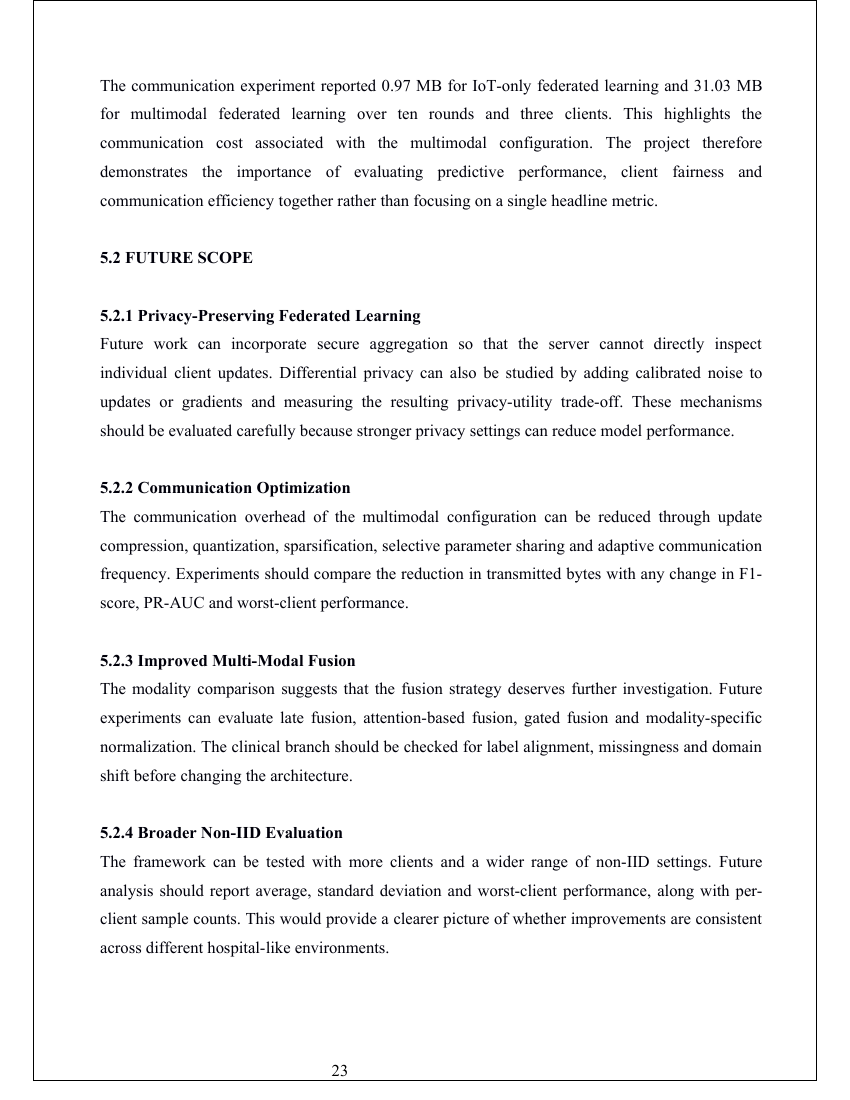 The communication experiment reported 0.97 MB for IoT-only federated learning and 31.03 MB
for multimodal federated learning over ten rounds and three clients. This highlights the
communication cost associated with the multimodal configuration. The project therefore
demonstrates the importance of evaluating predictive performance, client fairness and
communication efficiency together rather than focusing on a single headline metric.
5.2 FUTURE SCOPE
5.2.1 Privacy-Preserving Federated Learning
Future work can incorporate secure aggregation so that the server cannot directly inspect
individual client updates. Differential privacy can also be studied by adding calibrated noise to
updates or gradients and measuring the resulting privacy-utility trade-off. These mechanisms
should be evaluated carefully because stronger privacy settings can reduce model performance.
5.2.2 Communication Optimization
The communication overhead of the multimodal configuration can be reduced through update
compression, quantization, sparsification, selective parameter sharing and adaptive communication
frequency. Experiments should compare the reduction in transmitted bytes with any change in F1-
score, PR-AUC and worst-client performance.
5.2.3 Improved Multi-Modal Fusion
The modality comparison suggests that the fusion strategy deserves further investigation. Future
experiments can evaluate late fusion, attention-based fusion, gated fusion and modality-specific
normalization. The clinical branch should be checked for label alignment, missingness and domain
shift before changing the architecture.
5.2.4 Broader Non-IID Evaluation
The framework can be tested with more clients and a wider range of non-IID settings. Future
analysis should report average, standard deviation and worst-client performance, along with per-
client sample counts. This would provide a clearer picture of whether improvements are consistent
across different hospital-like environments.
23